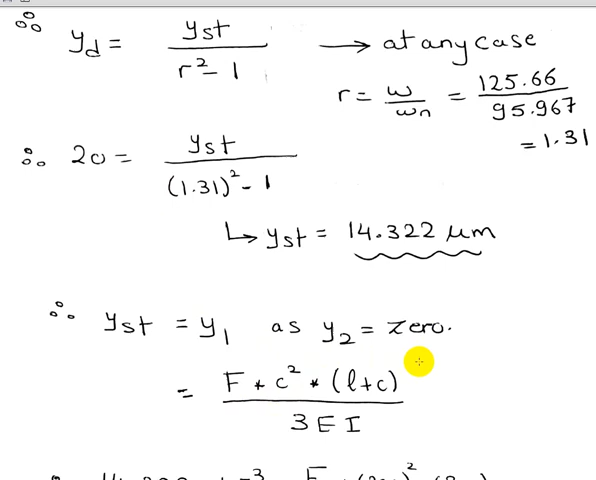 ∴ yd = yst / (r² - 1) → at any case
r = ω/ωn = 125.66/95.967
= 1.31
∴ 20 = yst / ((1.31)² - 1)
↳ yst = 14.322 μm
∴ yst = y₁ as y₂ = zero.
= F * c² * (l+c) / 3EI